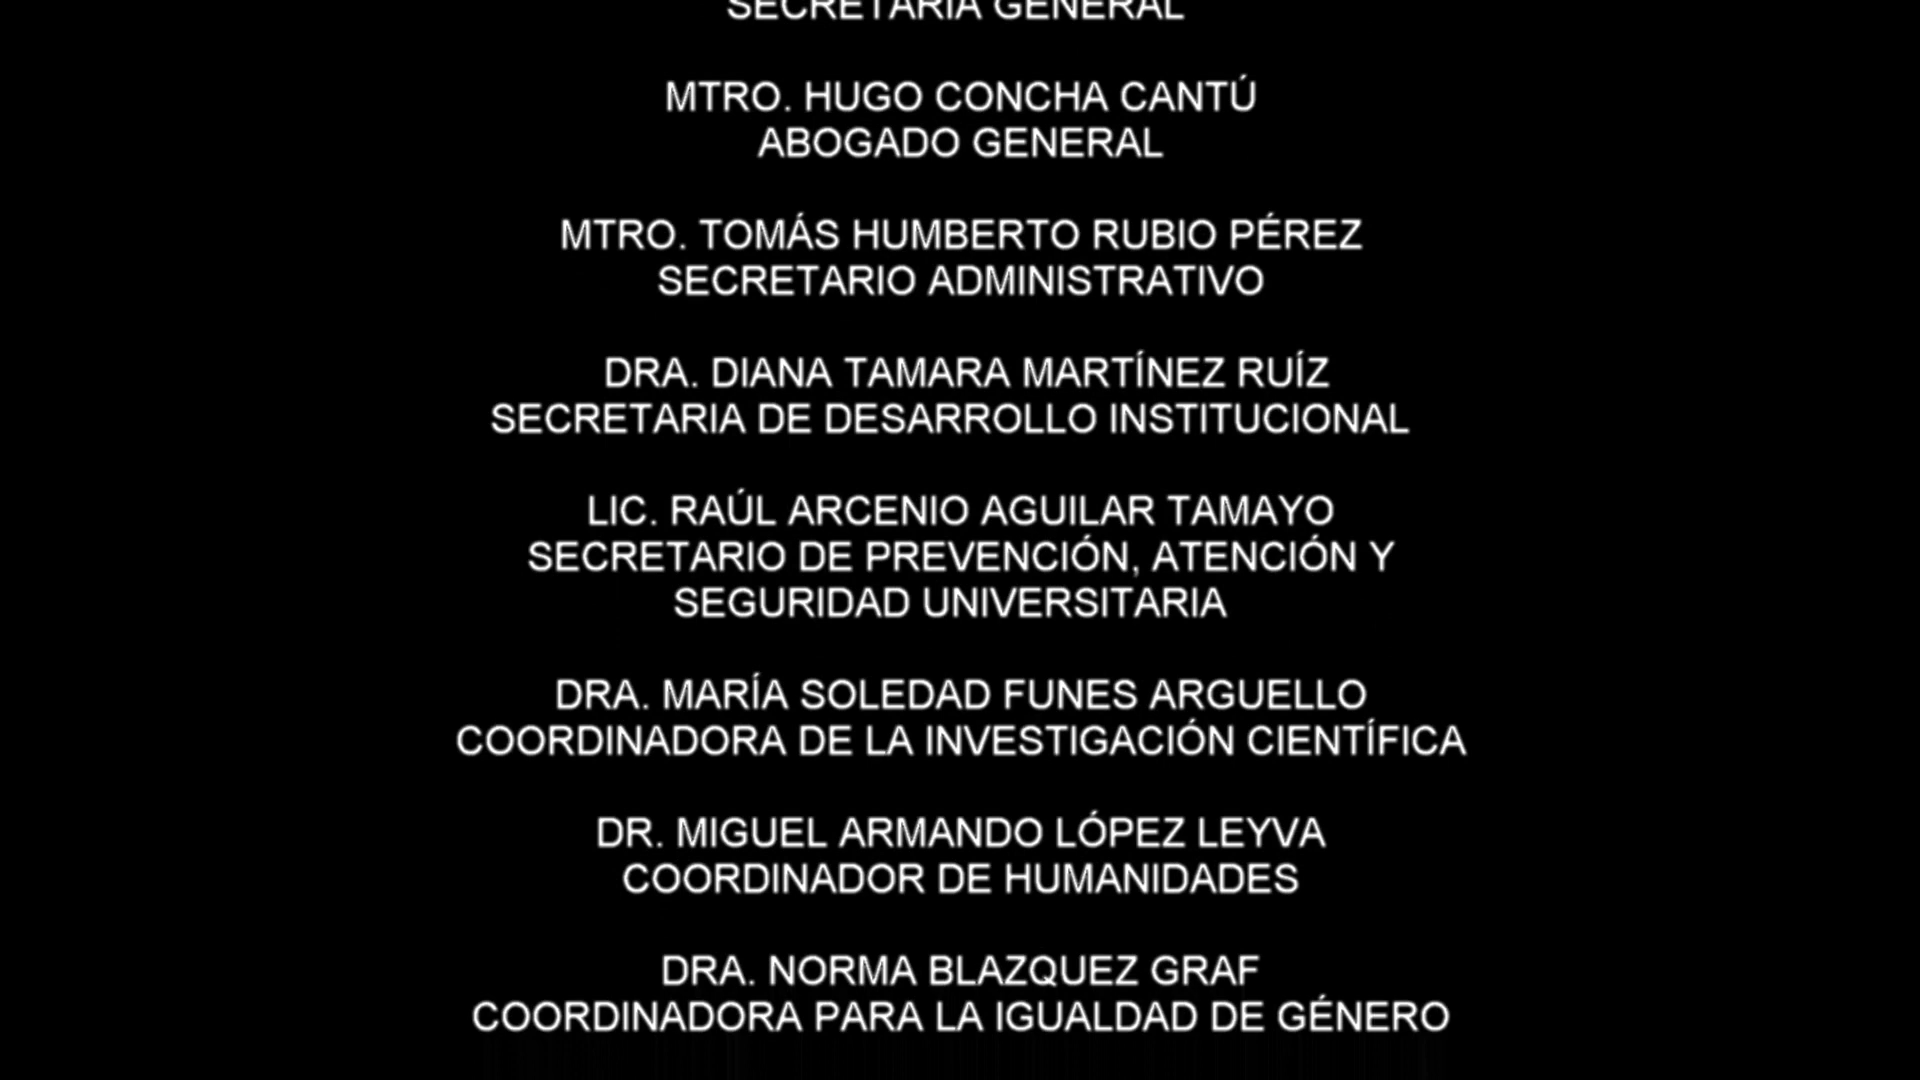 SECRETARIA GENERAL
MTRO. HUGO CONCHA CANTÚ
ABOGADO GENERAL
MTRO. TOMÁS HUMBERTO RUBIO PÉREZ
SECRETARIO ADMINISTRATIVO
DRA. DIANA TAMARA MARTÍNEZ RUÍZ
SECRETARIA DE DESARROLLO INSTITUCIONAL
LIC. RAÚL ARCENIO AGUILAR TAMAYO
SECRETARIO DE PREVENCIÓN, ATENCIÓN Y
SEGURIDAD UNIVERSITARIA
DRA. MARÍA SOLEDAD FUNES ARGUELLO
COORDINADORA DE LA INVESTIGACIÓN CIENTÍFICA
DR. MIGUEL ARMANDO LÓPEZ LEYVA
COORDINADOR DE HUMANIDADES
DRA. NORMA BLAZQUEZ GRAF
COORDINADORA PARA LA IGUALDAD DE GÉNERO